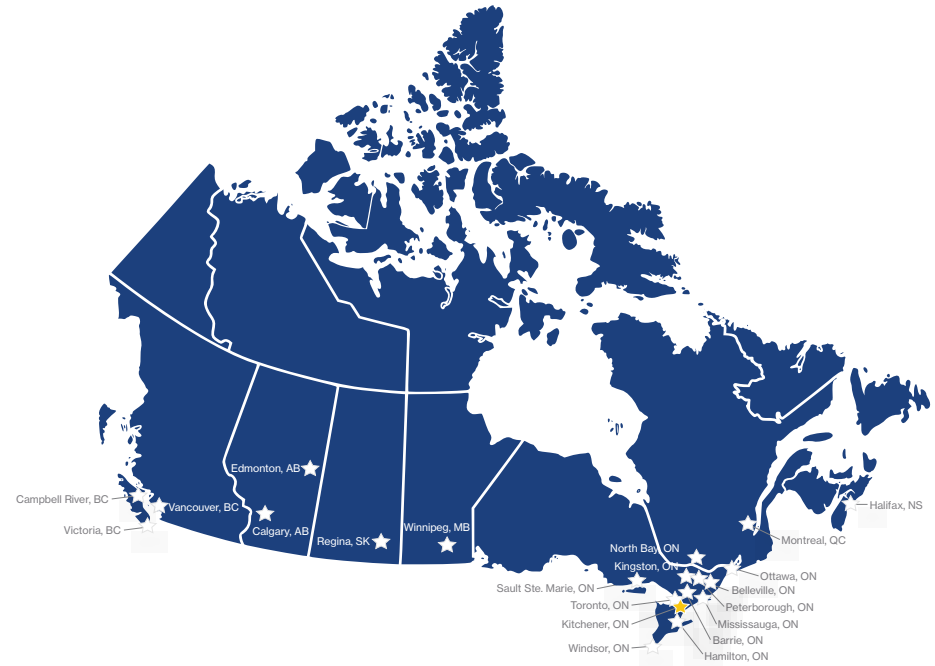 Edmonton, AB
Campbell River, BC
Vancouver, BC
Halifax, NS
Victoria, BC
Calgary, AB
Winnipeg, MB
Regina, SK
Montreal, QC
North Bay, ON
Kingston, ON
Ottawa, ON
Sault Ste. Marie, ON
Belleville, ON
Toronto, ON
Peterborough, ON
Kitchener, ON
Mississauga, ON
Barrie, ON
Windsor, ON
Hamilton, ON